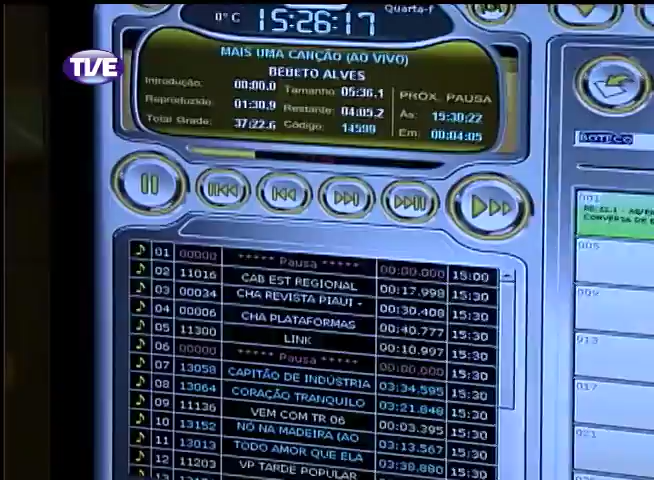 TVE
0°C 15:26:17 Quarta-f
MAIS UMA CANÇÃO (AO VIVO)
BEBETO ALVES
Introdução: 00:00.0 Tamanho: 05:36.1
Reproduzido: 01:30.9 Restante: 04:05.2
Total Grade: 37:22.6 Código: 14599
PRÓX. PAUSA
Às: 15:30:22
Em: 00:04:05
BOTECO
01 00000 ***** Pausa ***** 00:00.000 15:00
02 11016 CAB EST REGIONAL 00:17.998 15:30
03 00034 CHA REVISTA PIAUI - 00:30.408 15:30
04 00006 CHA PLATAFORMAS 00:40.777 15:30
05 11300 LINK 00:10.997 15:30
06 00000 ***** Pausa ***** 00:00.000 15:30
07 13058 CAPITÃO DE INDÚSTRIA 03:34.595 15:30
08 13064 CORAÇÃO TRANQUILO 03:21.848 15:30
09 11136 VEM COM TR 06 00:03.395 15:30
10 13152 NÓ NA MADEIRA (AO 03:13.567 15:30
11 13013 TODO AMOR QUE ELA 03:38.880 15:30
12 11203 VP TARDE POPULAR 15:30
13
001
CONVERSA DE
005
009
013
017
021